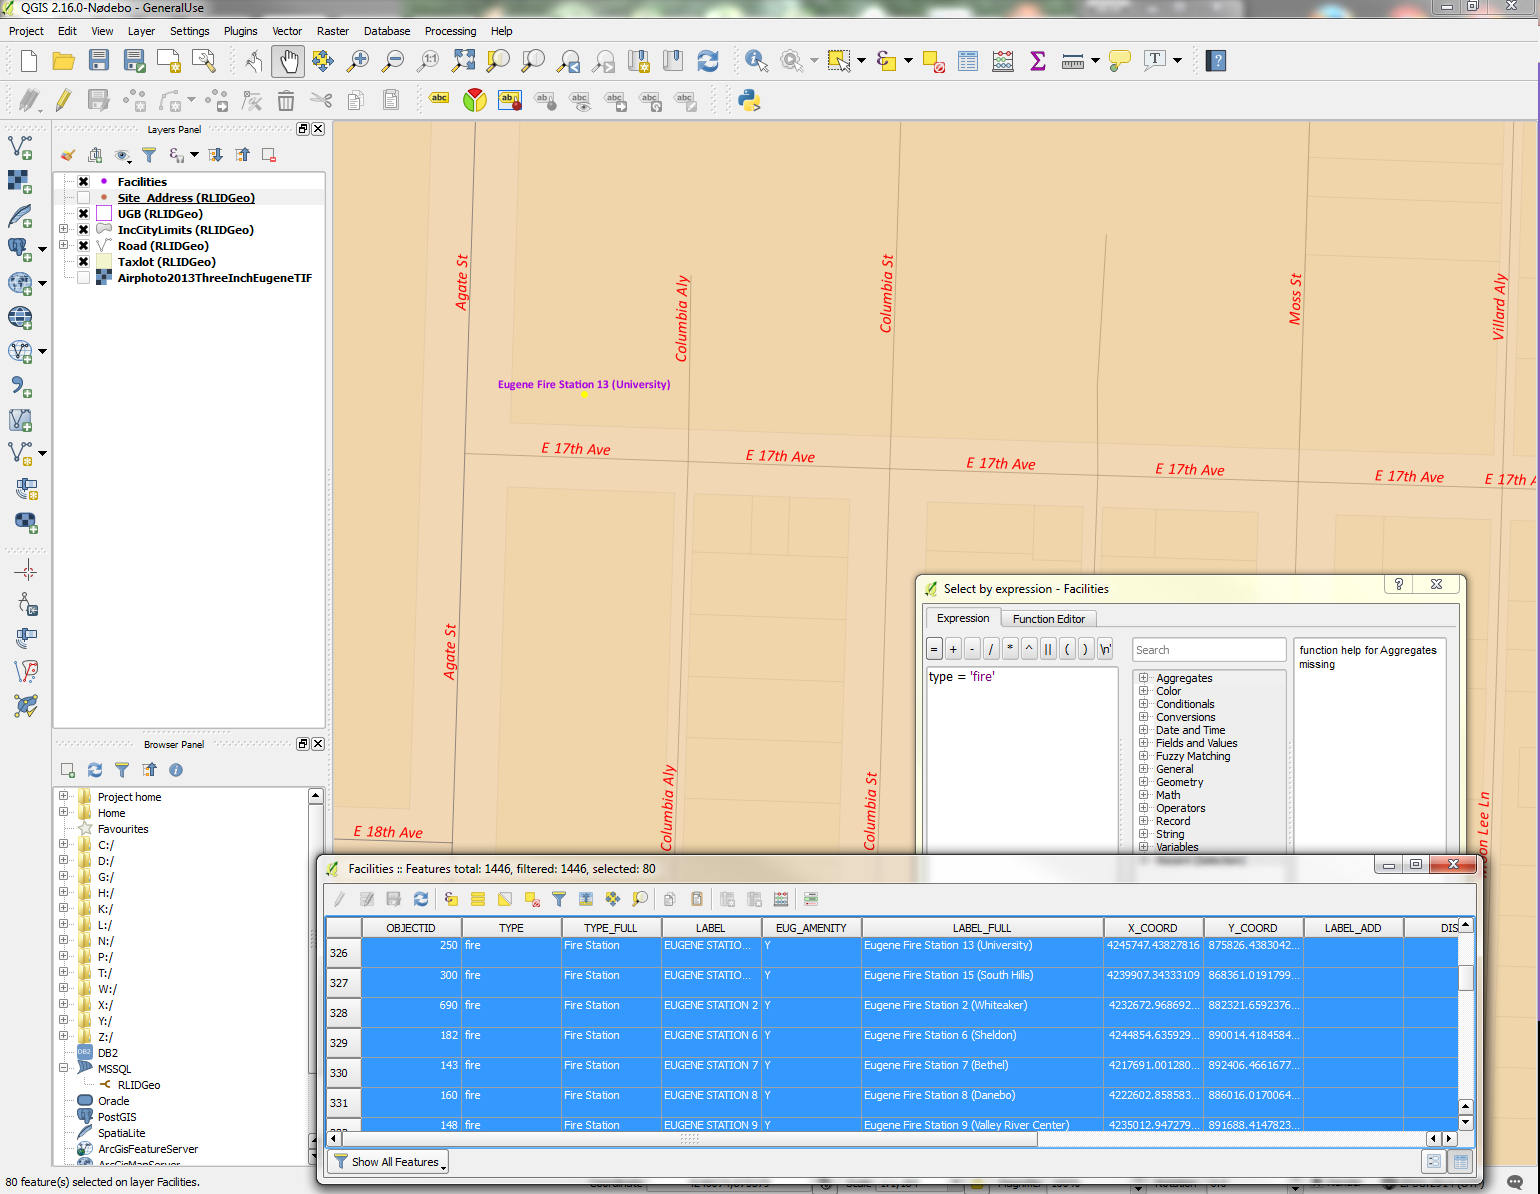 QGIS 2.16.0-Nødebo - GeneralUse
Project Edit View Layer Settings Plugins Vector Raster Database Processing Help
Layers Panel
Facilities
Site_Address (RLIDGeo)
UGB (RLIDGeo)
IncCityLimits (RLIDGeo)
Road (RLIDGeo)
Taxlot (RLIDGeo)
Airphoto2013ThreeInchEugeneTIF
Browser Panel
Project home
Home
Favourites
C:/
D:/
G:/
H:/
K:/
L:/
N:/
P:/
T:/
W:/
X:/
Y:/
Z:/
DB2
MSSQL
RLIDGeo
Oracle
PostGIS
SpatiaLite
ArcGisFeatureServer
ArcGisMapServer
Agate St
Columbia Aly
Columbia St
Moss St
Villard Aly
Eugene Fire Station 13 (University)
E 17th Ave
E 17th Ave
E 17th Ave
E 17th Ave
E 17th Ave
E 17th A
Agate St
Columbia Aly
Columbia St
on Lee Ln
E 18th Ave
Select by expression - Facilities
Expression Function Editor
= + - / * ^ || ( ) '\n'
Search
type = 'fire'
Aggregates
Color
Conditionals
Conversions
Date and Time
Fields and Values
Fuzzy Matching
General
Geometry
Math
Operators
Record
String
Variables
function help for Aggregates
missing
Facilities :: Features total: 1446, filtered: 1446, selected: 80
OBJECTID TYPE TYPE_FULL LABEL EUG_AMENITY LABEL_FULL X_COORD Y_COORD LABEL_ADD DIS
326 250 fire Fire Station EUGENE STATIO... Y Eugene Fire Station 13 (University) 4245747.43827816 875826.4383042...
327 300 fire Fire Station EUGENE STATIO... Y Eugene Fire Station 15 (South Hills) 4239907.34333109 868361.0191799...
328 690 fire Fire Station EUGENE STATION 2 Y Eugene Fire Station 2 (Whiteaker) 4232672.968692... 882321.6592376...
329 182 fire Fire Station EUGENE STATION 6 Y Eugene Fire Station 6 (Sheldon) 4244854.635929... 890014.4184584...
330 143 fire Fire Station EUGENE STATION 7 Y Eugene Fire Station 7 (Bethel) 4217691.001280... 892406.4661677...
331 160 fire Fire Station EUGENE STATION 8 Y Eugene Fire Station 8 (Danebo) 4222602.858583... 886016.0170064...
148 fire Fire Station EUGENE STATION 9 Y Eugene Fire Station 9 (Valley River Center) 4235012.947279... 891688.4147823...
Show All Features
80 feature(s) selected on layer Facilities.